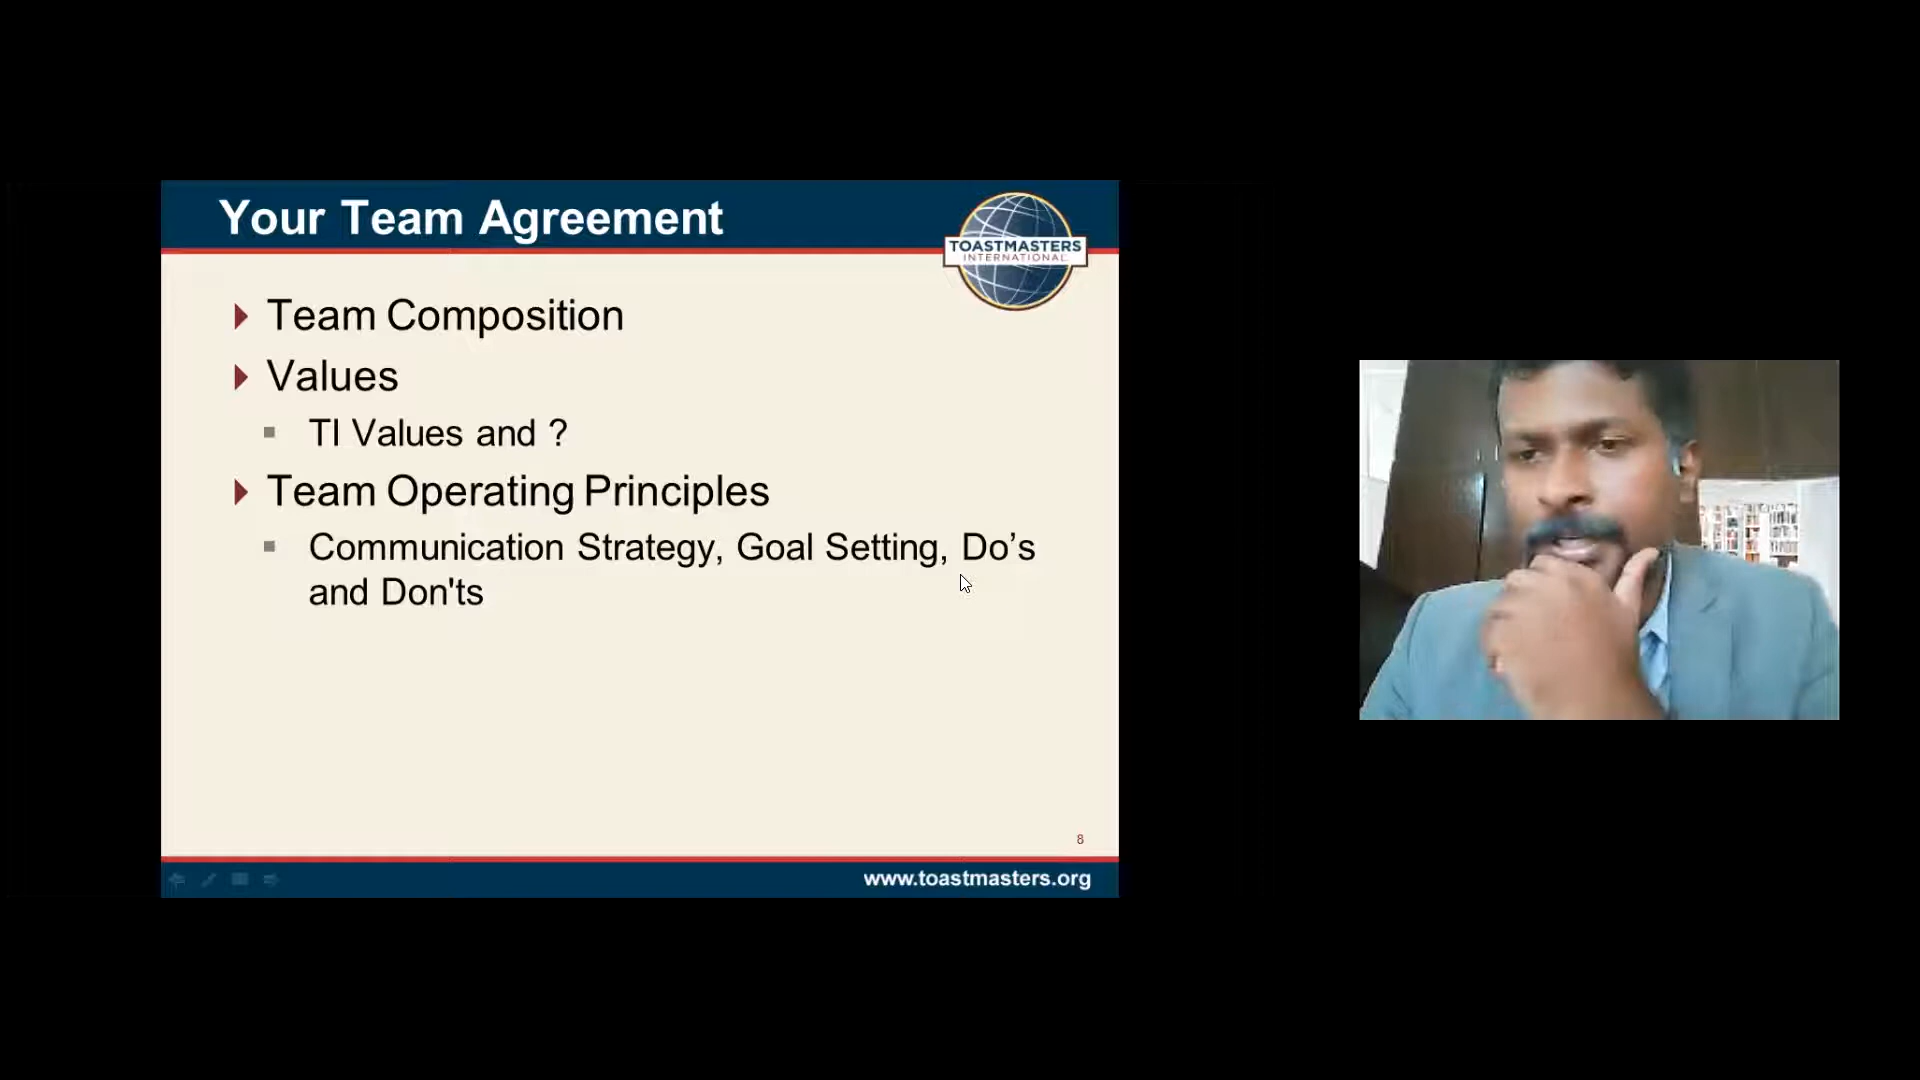 Your Team Agreement
TOASTMASTERS
INTERNATIONAL
Team Composition
Values
TI Values and ?
Team Operating Principles
Communication Strategy, Goal Setting, Do’s
and Don'ts
8
www.toastmasters.org